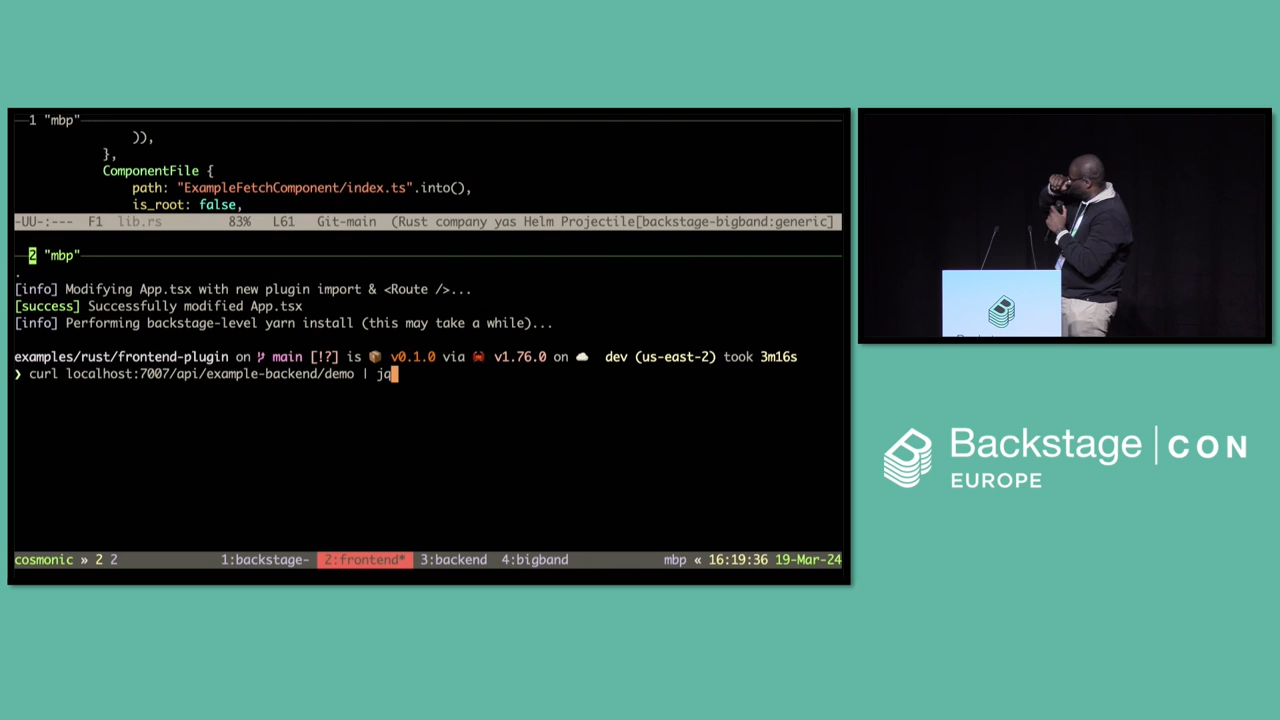 1 "mbp"
)),
},
ComponentFile {
path: "ExampleFetchComponent/index.ts".into(),
is_root: false,
-UU-:--- F1 lib.rs 83% L61 Git-main (Rust company yas Helm Projectile[backstage-bigband:generic]
2 "mbp"
.
[info] Modifying App.tsx with new plugin import & <Route />...
[success] Successfully modified App.tsx
[info] Performing backstage-level yarn install (this may take a while)...
examples/rust/frontend-plugin on main [!?] is v0.1.0 via v1.76.0 on dev (us-east-2) took 3m16s
❯ curl localhost:7007/api/example-backend/demo | jq
cosmonic » 2 2 1:backstage- 2:frontend* 3:backend 4:bigband mbp « 16:19:36 19-Mar-24
Backstage | CON
EUROPE